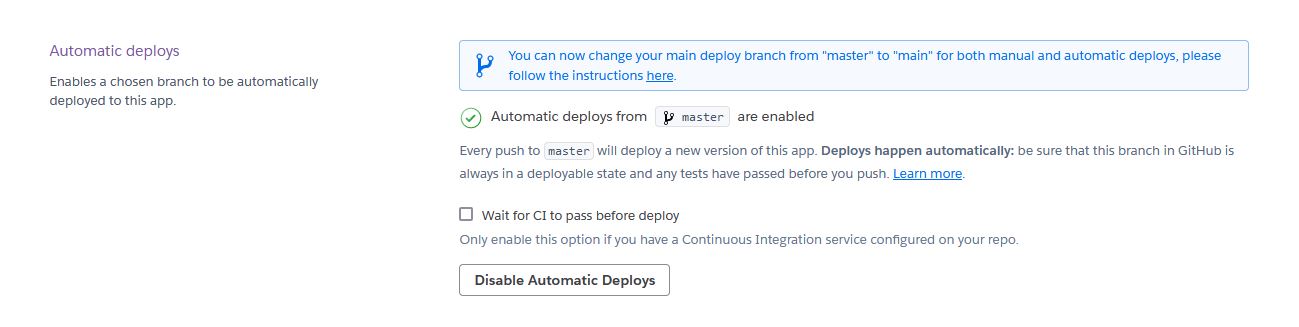 Automatic deploys
Enables a chosen branch to be automatically
deployed to this app.
You can now change your main deploy branch from "master" to "main" for both manual and automatic deploys, please
follow the instructions here.
Automatic deploys from master are enabled
Every push to master will deploy a new version of this app. Deploys happen automatically: be sure that this branch in GitHub is
always in a deployable state and any tests have passed before you push. Learn more.
Wait for CI to pass before deploy
Only enable this option if you have a Continuous Integration service configured on your repo.
Disable Automatic Deploys